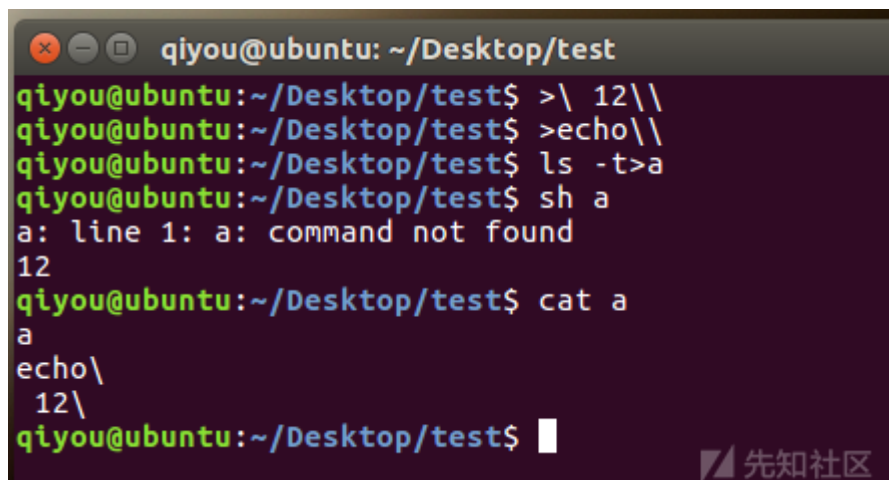 qiyou@ubuntu: ~/Desktop/test
qiyou@ubuntu:~/Desktop/test$ >\ 12\\
qiyou@ubuntu:~/Desktop/test$ >echo\\
qiyou@ubuntu:~/Desktop/test$ ls -t>a
qiyou@ubuntu:~/Desktop/test$ sh a
a: line 1: a: command not found
12
qiyou@ubuntu:~/Desktop/test$ cat a
a
echo\
 12\
qiyou@ubuntu:~/Desktop/test$
先知社区